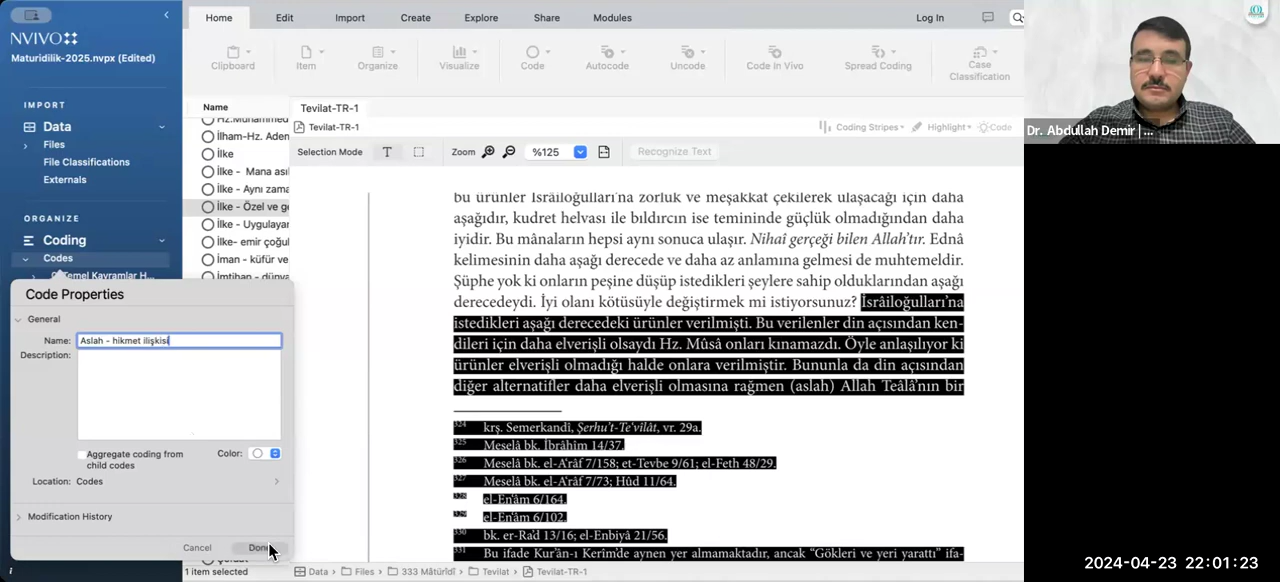 NVIVO
Maturidilik-2025.nvpx (Edited)
IMPORT
Data
Files
File Classifications
Externals
ORGANIZE
Coding
Codes
Temel Kavramlar H...
Home Edit Import Create Explore Share Modules Log In
Clipboard Item Organize Visualize Code Autocode Uncode Code In Vivo Spread Coding Case Classification
Name
Hz.Muhammed
İlham-Hz. Adem
İlke
İlke - Mana ası
İlke - Aynı zama
İlke - Özel ve ge
İlke - Uygulayar
İlke- emir çoğul
İman - küfür ve
İmtihan - düny
Code Properties
General
Name: Aslah - hikmet ilişkisi
Description:
Aggregate coding from child codes
Color:
Location: Codes
Modification History
Cancel Done
1 item selected
Tevilat-TR-1
Tevilat-TR-1
Coding Stripes Highlight Code
Selection Mode T Zoom %125 Recognize Text
bu ürünler İsrâiloğulları'na zorluk ve meşakkat çekilerek ulaşacağı için daha
aşağıdır, kudret helvası ile bıldırcın ise temininde güçlük olmadığından daha
iyidir. Bu mânaların hepsi aynı sonuca ulaşır. Nihaî gerçeği bilen Allah'tır. Ednâ
kelimesinin daha aşağı derecede ve daha az anlamına gelmesi de muhtemeldir.
Şüphe yok ki onların peşine düşüp istedikleri şeylere sahip olduklarından aşağı
derecedeydi. İyi olanı kötüsüyle değiştirmek mi istiyorsunuz? İsrâiloğulları'na
istedikleri aşağı derecedeki ürünler verilmişti. Bu verilenler din açısından ken-
dileri için daha elverişli olsaydı Hz. Mûsâ onları kınamazdı. Öyle anlaşılıyor ki
ürünler elverişli olmadığı halde onlara verilmiştir. Bununla da din açısından
diğer alternatifler daha elverişli olmasına rağmen (aslah) Allah Teâlâ'nın bir
324 krş. Semerkandî, Şerhu't-Te'vîlât, vr. 29a.
325 Meselâ bk. İbrâhîm 14/37.
326 Meselâ bk. el-A'râf 7/158; et-Tevbe 9/61; el-Feth 48/29.
327 Meselâ bk. el-A'râf 7/73; Hûd 11/64.
328 el-En'âm 6/164.
el-En'âm 6/102.
330 bk. er-Ra'd 13/16; el-Enbiyâ 21/56.
331 Bu ifade Kur'ân-ı Kerîm'de aynen yer almamaktadır, ancak "Gökleri ve yeri yarattı" ifa-
Data Files 333 Mâtürîdî Tevilat Tevilat-TR-1
Dr. Abdullah Demir | ...
2024-04-23 22:01:23